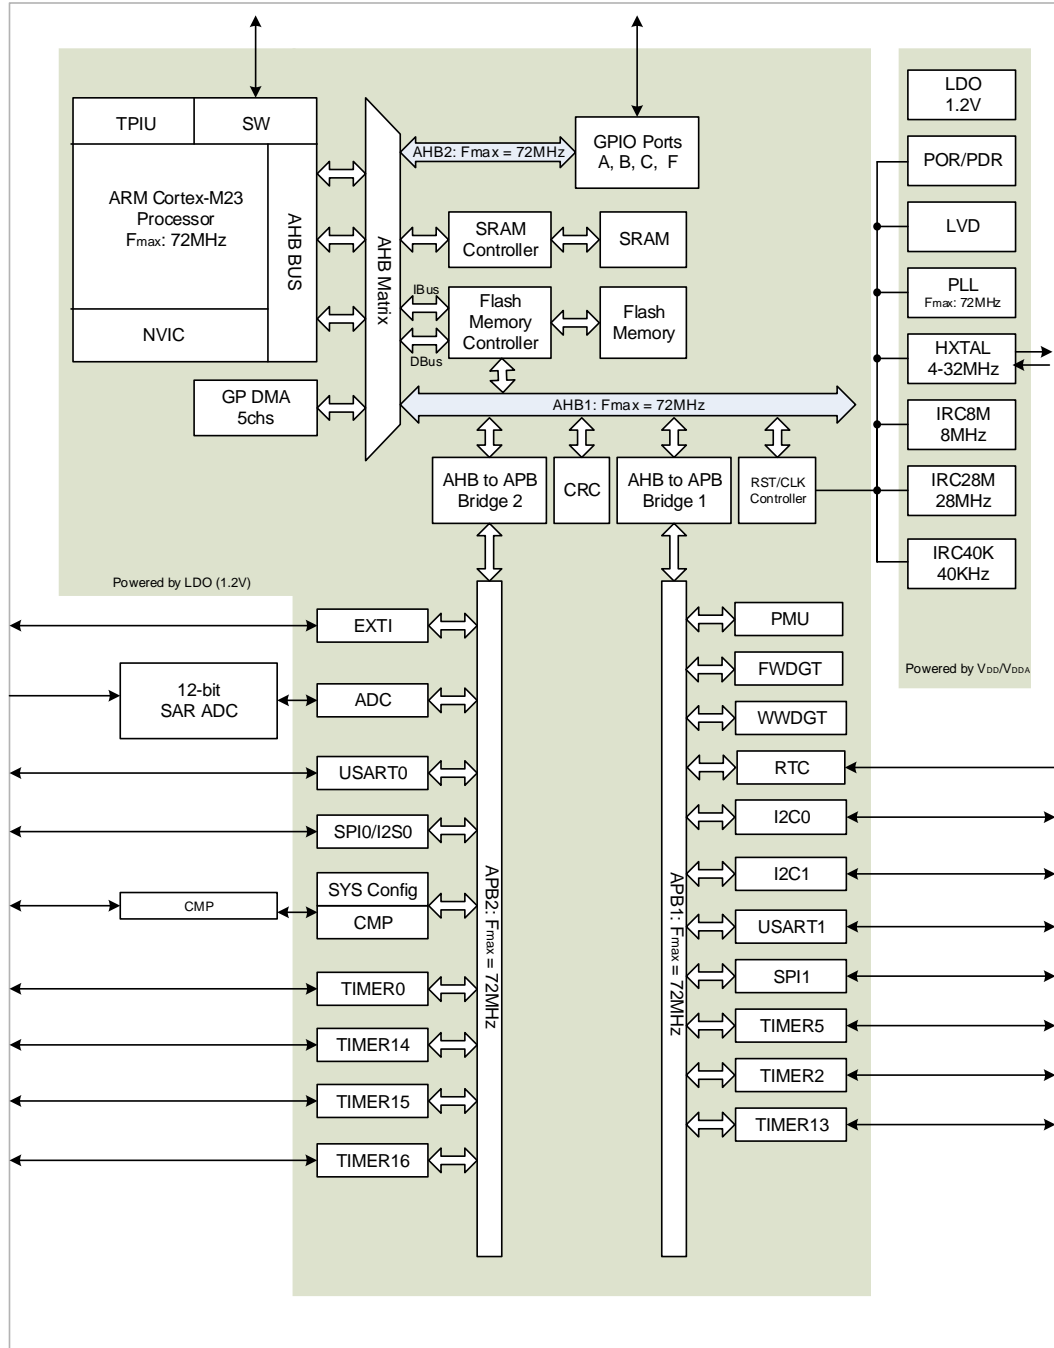 TPIU
SW
ARM Cortex-M23
Processor
Fmax: 72MHz
AHB BUS
NVIC
GP DMA
5chs
AHB Matrix
AHB2: Fmax = 72MHz
GPIO Ports
A, B, C, F
SRAM
Controller
SRAM
IBus
DBus
Flash
Memory
Controller
Flash
Memory
AHB1: Fmax = 72MHz
AHB to APB
Bridge 2
CRC
AHB to APB
Bridge 1
RST/CLK
Controller
LDO
1.2V
POR/PDR
LVD
PLL
Fmax: 72MHz
HXTAL
4-32MHz
IRC8M
8MHz
IRC28M
28MHz
IRC40K
40KHz
Powered by VDD/VDDA
Powered by LDO (1.2V)
EXTI
12-bit
SAR ADC
ADC
USART0
SPI0/I2S0
CMP
SYS Config
CMP
TIMER0
TIMER14
TIMER15
TIMER16
APB2: Fmax = 72MHz
APB1: Fmax = 72MHz
PMU
FWDGT
WWDGT
RTC
I2C0
I2C1
USART1
SPI1
TIMER5
TIMER2
TIMER13